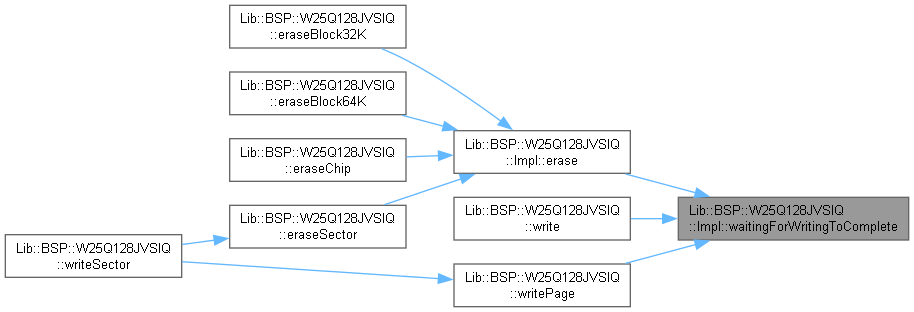 Lib::BSP::W25Q128JVSIQ
::eraseBlock32K
Lib::BSP::W25Q128JVSIQ
::eraseBlock64K
Lib::BSP::W25Q128JVSIQ
::Impl::erase
Lib::BSP::W25Q128JVSIQ
::eraseChip
Lib::BSP::W25Q128JVSIQ
::write
Lib::BSP::W25Q128JVSIQ
::Impl::waitingForWritingToComplete
Lib::BSP::W25Q128JVSIQ
::eraseSector
Lib::BSP::W25Q128JVSIQ
::writeSector
Lib::BSP::W25Q128JVSIQ
::writePage